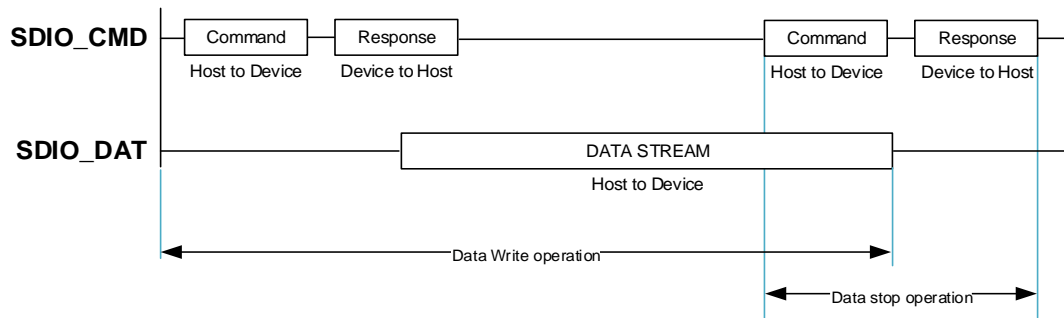 SDIO_CMD
Command
Response
Command
Response
Host to Device
Device to Host
Host to Device
Device to Host
SDIO_DAT
DATA STREAM
Host to Device
Data Write operation
Data stop operation